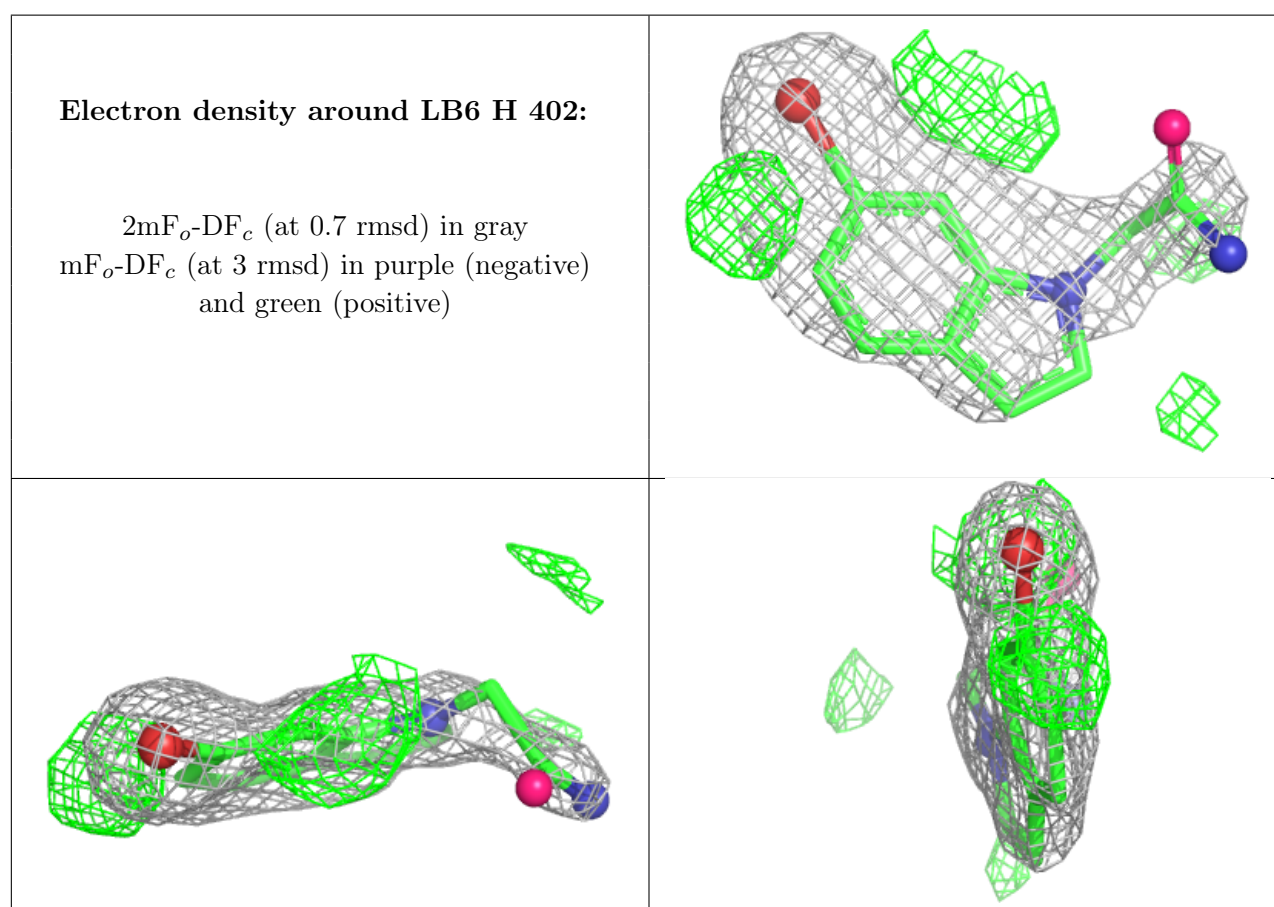 Electron density around LB6 H 402:
2mFo-DFc (at 0.7 rmsd) in gray
mFo-DFc (at 3 rmsd) in purple (negative)
and green (positive)